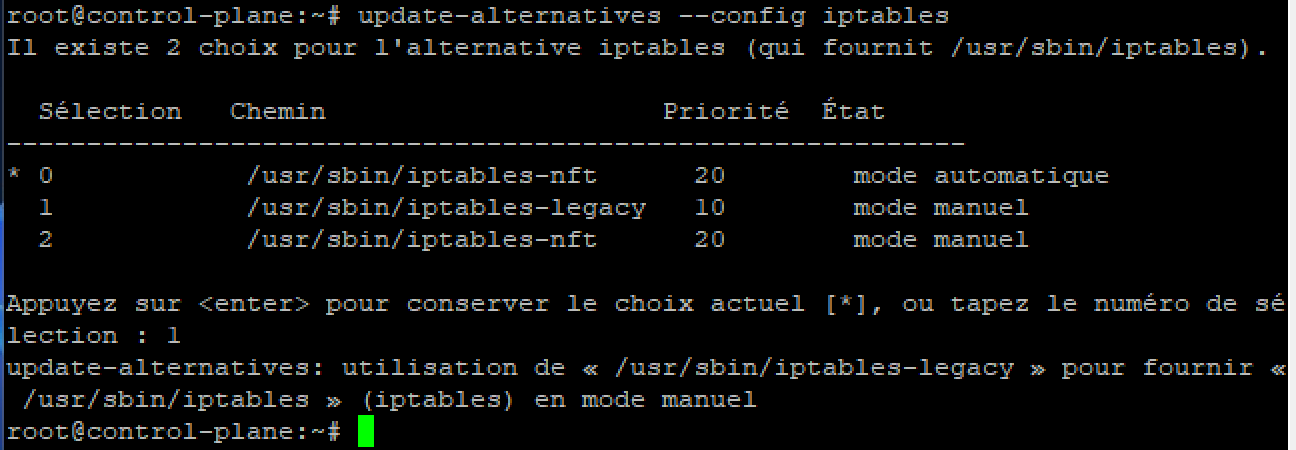 root@control-plane:~# update-alternatives --config iptables
Il existe 2 choix pour l'alternative iptables (qui fournit /usr/sbin/iptables).
Sélection Chemin Priorité État
------------------------------------------------------------
* 0 /usr/sbin/iptables-nft 20 mode automatique
1 /usr/sbin/iptables-legacy 10 mode manuel
2 /usr/sbin/iptables-nft 20 mode manuel
Appuyez sur <enter> pour conserver le choix actuel [*], ou tapez le numéro de sé
lection : 1
update-alternatives: utilisation de « /usr/sbin/iptables-legacy » pour fournir «
/usr/sbin/iptables » (iptables) en mode manuel
root@control-plane:~#